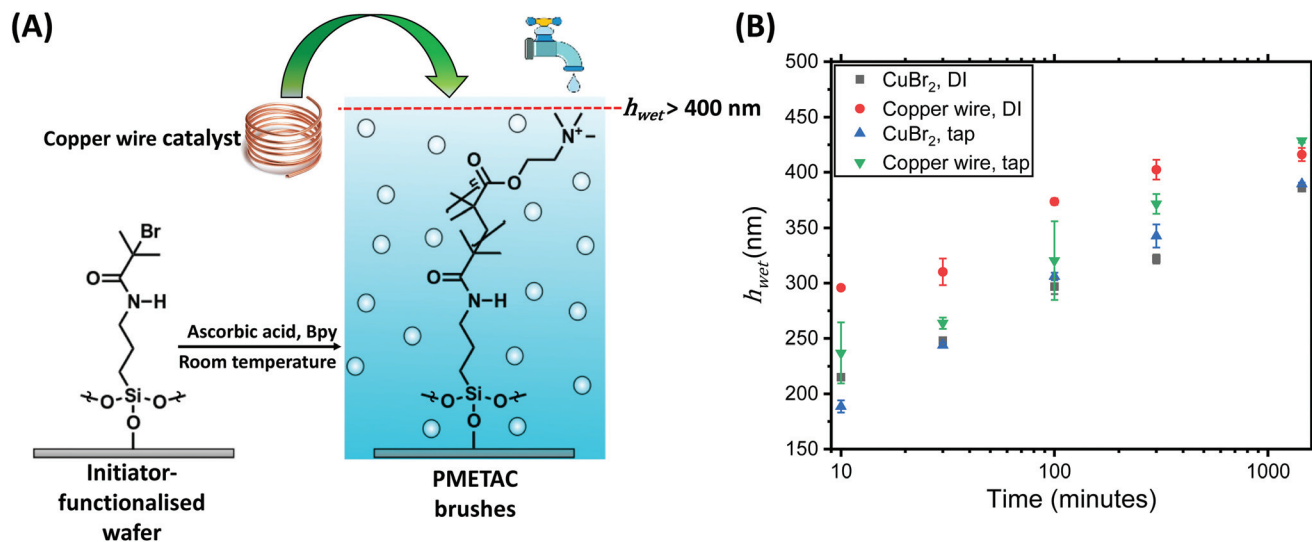 (A)
Copper wire catalyst
h_wet > 400 nm
Br
O
N-H
Si
O O
O
Ascorbic acid, Bpy
Room temperature
N⁺
O
O
n
O
N-H
Si
O O
O
Initiator-
functionalised
wafer
PMETAC
brushes
(B)
CuBr₂, DI
Copper wire, DI
CuBr₂, tap
Copper wire, tap
h_wet (nm)
500
450
400
350
300
250
200
150
10
100
1000
Time (minutes)